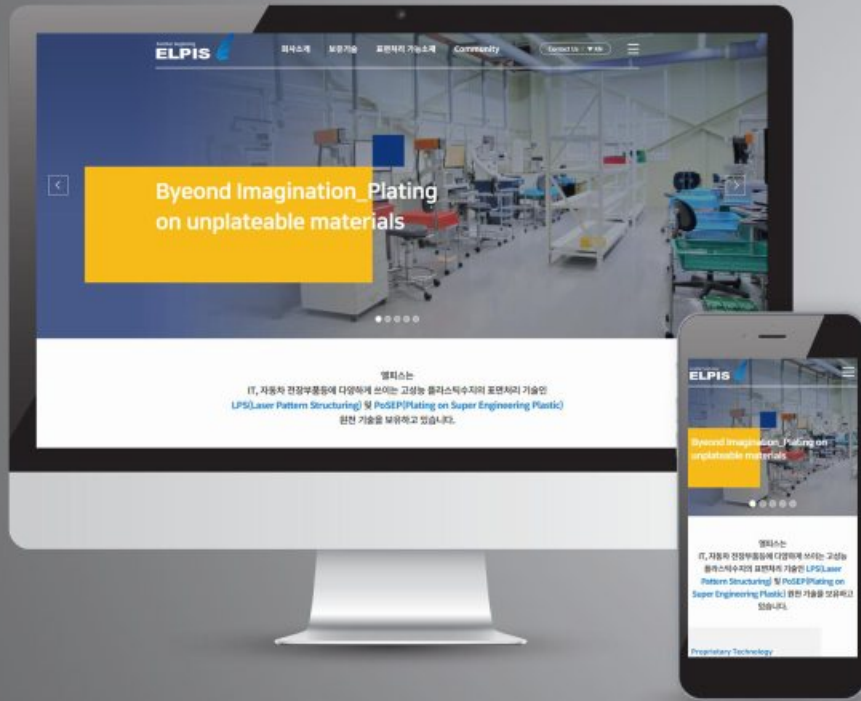 ELPIS
회사소개 보유기술 표면처리 가능소재 Community Contact Us ▼ KR
Byeond Imagination_Plating
on unplateable materials
엘피스는
IT, 자동차 전장부품등에 다양하게 쓰이는 고성능 플라스틱수지의 표면처리 기술인
LPS(Laser Pattern Structuring) 및 PoSEP(Plating on Super Engineering Plastic)
원천 기술을 보유하고 있습니다.
ELPIS
Byeond Imagination_Plating on
unplateable materials
엘피스는
IT, 자동차 전장부품등에 다양하게 쓰이는 고성능
플라스틱수지의 표면처리 기술인 LPS(Laser
Pattern Structuring) 및 PoSEP(Plating on
Super Engineering Plastic) 원천 기술을 보유하고
있습니다.
Proprietary Technology